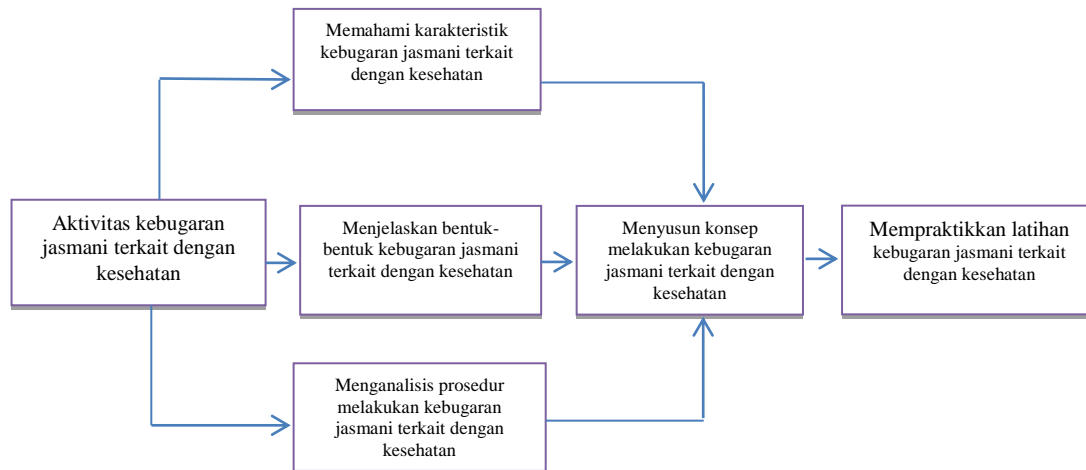 Memahami karakteristik
kebugaran jasmani terkait
dengan kesehatan
Aktivitas kebugaran
jasmani terkait dengan
kesehatan
Menjelaskan bentuk-
bentuk kebugaran jasmani
terkait dengan kesehatan
Menyusun konsep
melakukan kebugaran
jasmani terkait dengan
kesehatan
Mempraktikkan latihan
kebugaran jasmani terkait
dengan kesehatan
Menganalisis prosedur
melakukan kebugaran
jasmani terkait dengan
kesehatan